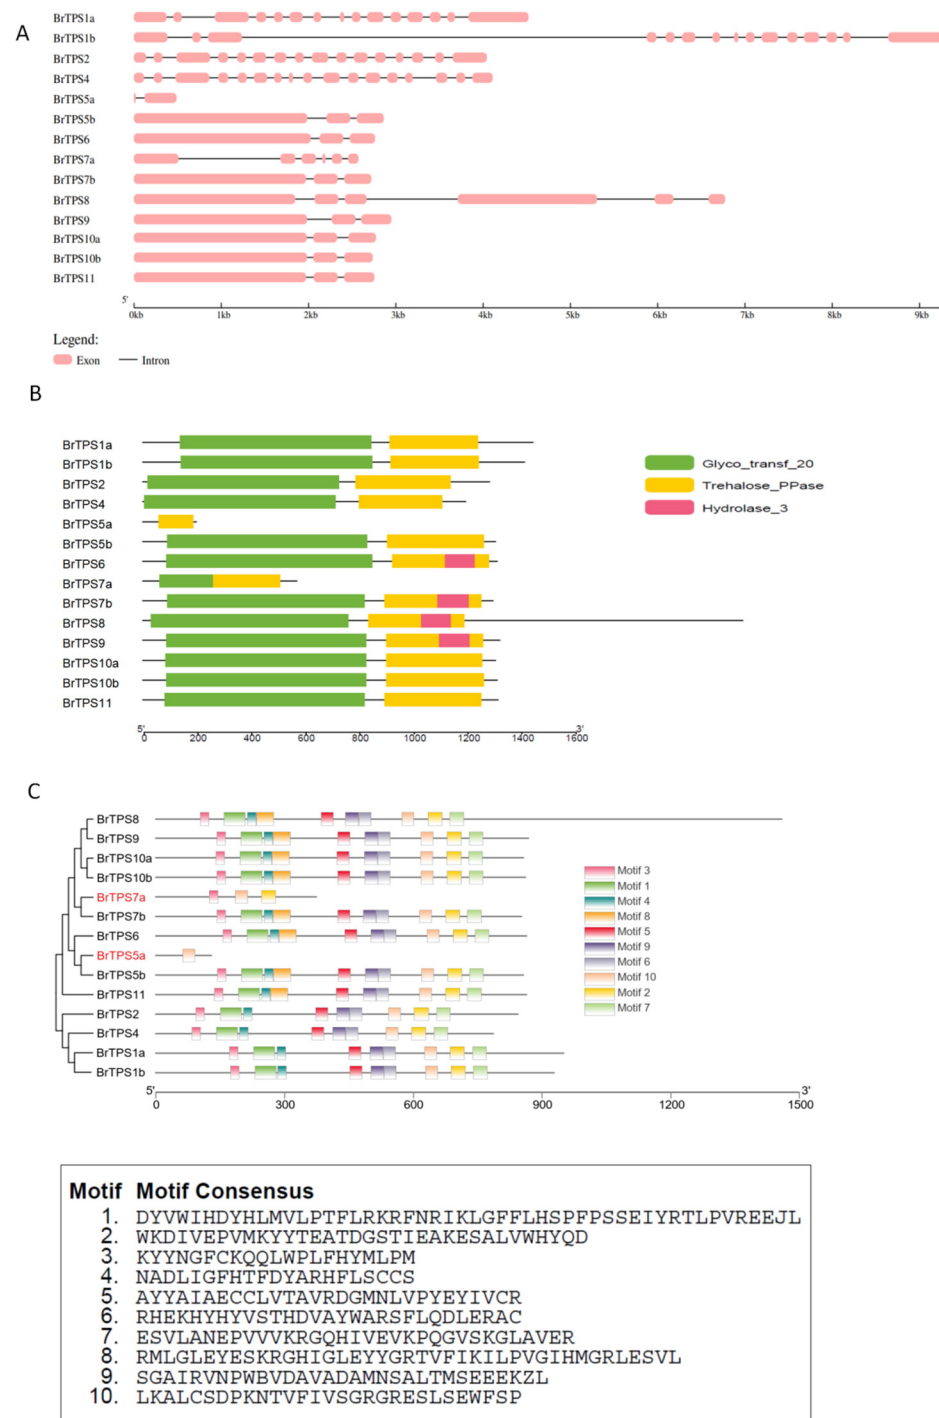 A
BrTPS1a
BrTPS1b
BrTPS2
BrTPS4
BrTPS5a
BrTPS5b
BrTPS6
BrTPS7a
BrTPS7b
BrTPS8
BrTPS9
BrTPS10a
BrTPS10b
BrTPS11
5'
0kb 1kb 2kb 3kb 4kb 5kb 6kb 7kb 8kb 9kb
Legend:
Exon Intron
B
BrTPS1a
BrTPS1b
BrTPS2
BrTPS4
BrTPS5a
BrTPS5b
BrTPS6
BrTPS7a
BrTPS7b
BrTPS8
BrTPS9
BrTPS10a
BrTPS10b
BrTPS11
Glyco_transf_20
Trehalose_PPase
Hydrolase_3
5' 3'
0 200 400 600 800 1000 1200 1400 1600
C
BrTPS8
BrTPS9
BrTPS10a
BrTPS10b
BrTPS7a
BrTPS7b
BrTPS6
BrTPS5a
BrTPS5b
BrTPS11
BrTPS2
BrTPS4
BrTPS1a
BrTPS1b
Motif 3
Motif 1
Motif 4
Motif 8
Motif 5
Motif 9
Motif 6
Motif 10
Motif 2
Motif 7
5' 3'
0 300 600 900 1200 1500
Motif Motif Consensus
1. DYVWIHDYHLMVLPTFLRKRFNRIKLGFFLHSPFPSSEIYRTLPVREEJL
2. WKDIVEPVMKYYTEATDGSTIEAKESALVWHYQD
3. KYYNGFCKQQLWPLFHYMLPM
4. NADLIGFHTFDYARHFLSCCS
5. AYYAIAECCLVTAVRDGMNLVPYEYIVCR
6. RHEKHYHYVSTHDVAYWARSFLQDLERAC
7. ESVLANEPVVVKRGQHIVEVKPQGVSKGLAVER
8. RMLGLEYESKRGHIGLEYYGRTVFIKILPVGIHMGRLESVL
9. SGAIRVNPWBVDAVADAMNSALTMSEEEKZL
10. LKALCSDPKNTVFIVSGRGRESLSEWFSP